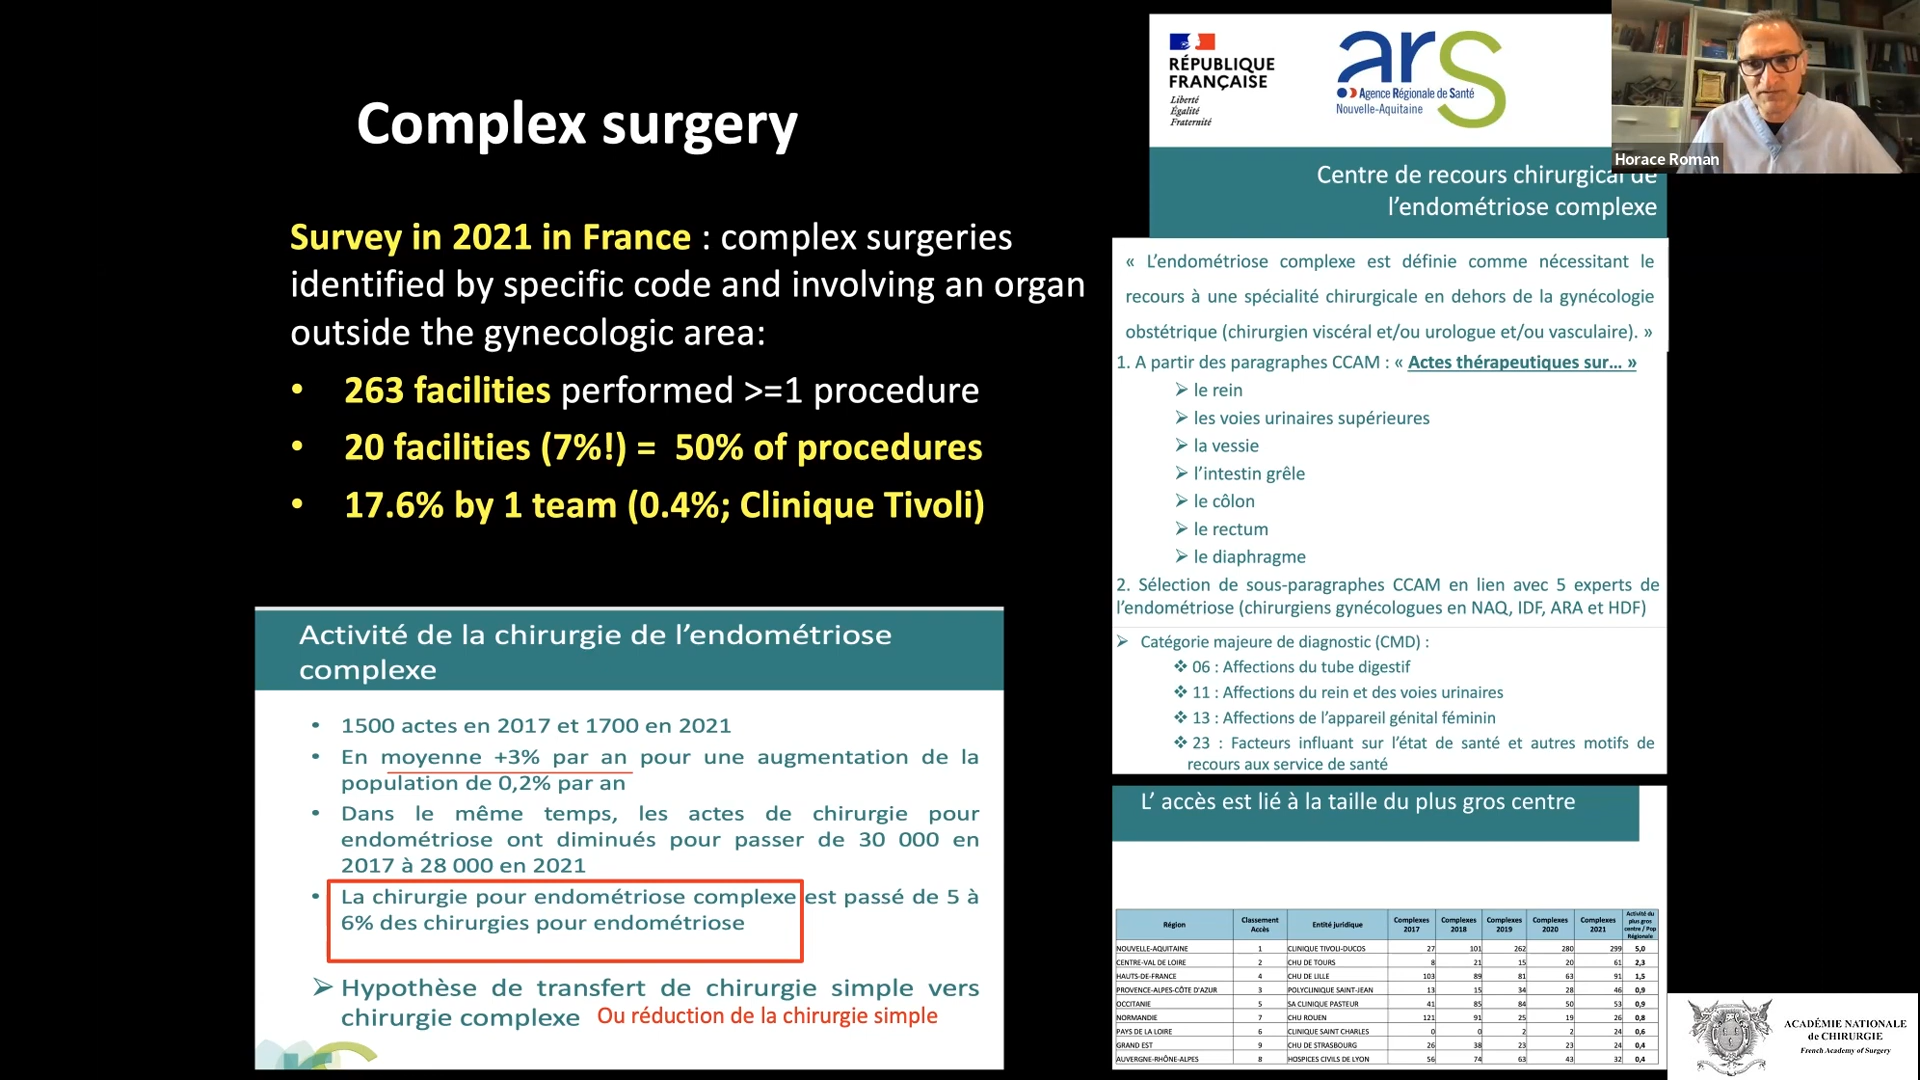 Complex surgery
Survey in 2021 in France : complex surgeries
identified by specific code and involving an organ
outside the gynecologic area:
• 263 facilities performed >=1 procedure
• 20 facilities (7%!) = 50% of procedures
• 17.6% by 1 team (0.4%; Clinique Tivoli)
Activité de la chirurgie de l'endométriose
complexe
• 1500 actes en 2017 et 1700 en 2021
• En moyenne +3% par an pour une augmentation de la
population de 0,2% par an
• Dans le même temps, les actes de chirurgie pour
endométriose ont diminués pour passer de 30 000 en
2017 à 28 000 en 2021
• La chirurgie pour endométriose complexe est passé de 5 à
6% des chirurgies pour endométriose
➢ Hypothèse de transfert de chirurgie simple vers
chirurgie complexe Ou réduction de la chirurgie simple
RÉPUBLIQUE
FRANÇAISE
Liberté
Égalité
Fraternité
ars
Agence Régionale de Santé
Nouvelle-Aquitaine
Horace Roman
Centre de recours chirurgical de
l'endométriose complexe
« L'endométriose complexe est définie comme nécessitant le
recours à une spécialité chirurgicale en dehors de la gynécologie
obstétrique (chirurgien viscéral et/ou urologue et/ou vasculaire). »
1. A partir des paragraphes CCAM : « Actes thérapeutiques sur... »
➢ le rein
➢ les voies urinaires supérieures
➢ la vessie
➢ l'intestin grêle
➢ le côlon
➢ le rectum
➢ le diaphragme
2. Sélection de sous-paragraphes CCAM en lien avec 5 experts de
l'endométriose (chirurgiens gynécologues en NAQ, IDF, ARA et HDF)
➢ Catégorie majeure de diagnostic (CMD) :
❖ 06 : Affections du tube digestif
❖ 11 : Affections du rein et des voies urinaires
❖ 13 : Affections de l'appareil génital féminin
❖ 23 : Facteurs influant sur l'état de santé et autres motifs de
recours aux service de santé
L' accès est lié à la taille du plus gros centre
Région Classement Accès Entité juridique Complexes 2017 Complexes 2018 Complexes 2019 Complexes 2020 Complexes 2021 Activité du plus gros centre / Pop Régionale
NOUVELLE-AQUITAINE 1 CLINIQUE TIVOLI-DUCOS 27 101 262 280 299 5,0
CENTRE-VAL DE LOIRE 2 CHU DE TOURS 8 21 15 20 61 2,3
HAUTS-DE-FRANCE 4 CHU DE LILLE 103 89 81 63 91 1,5
PROVENCE-ALPES-CÔTE D'AZUR 3 POLYCLINIQUE SAINT-JEAN 13 15 34 28 46 0,9
OCCITANIE 5 SA CLINIQUE PASTEUR 41 85 84 50 53 0,9
NORMANDIE 7 CHU ROUEN 121 91 25 19 26 0,8
PAYS DE LA LOIRE 6 CLINIQUE SAINT CHARLES 0 0 2 2 24 0,6
GRAND EST 9 CHU DE STRASBOURG 26 38 23 23 24 0,4
AUVERGNE-RHÔNE-ALPES 8 HOSPICES CIVILS DE LYON 56 74 63 43 32 0,4
ACADÉMIE NATIONALE
de CHIRURGIE
French Academy of Surgery